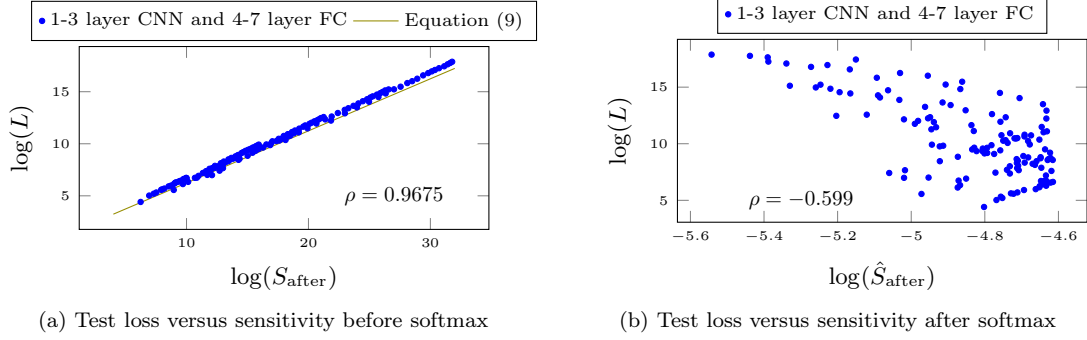 1-3 layer CNN and 4-7 layer FC Equation (9)
15
10
5
log(L)
ρ = 0.9675
10 20 30
log(S_after)
(a) Test loss versus sensitivity before softmax
1-3 layer CNN and 4-7 layer FC
15
10
5
log(L)
ρ = −0.599
−5.6 −5.4 −5.2 −5 −4.8 −4.6
log(Ŝ_after)
(b) Test loss versus sensitivity after softmax